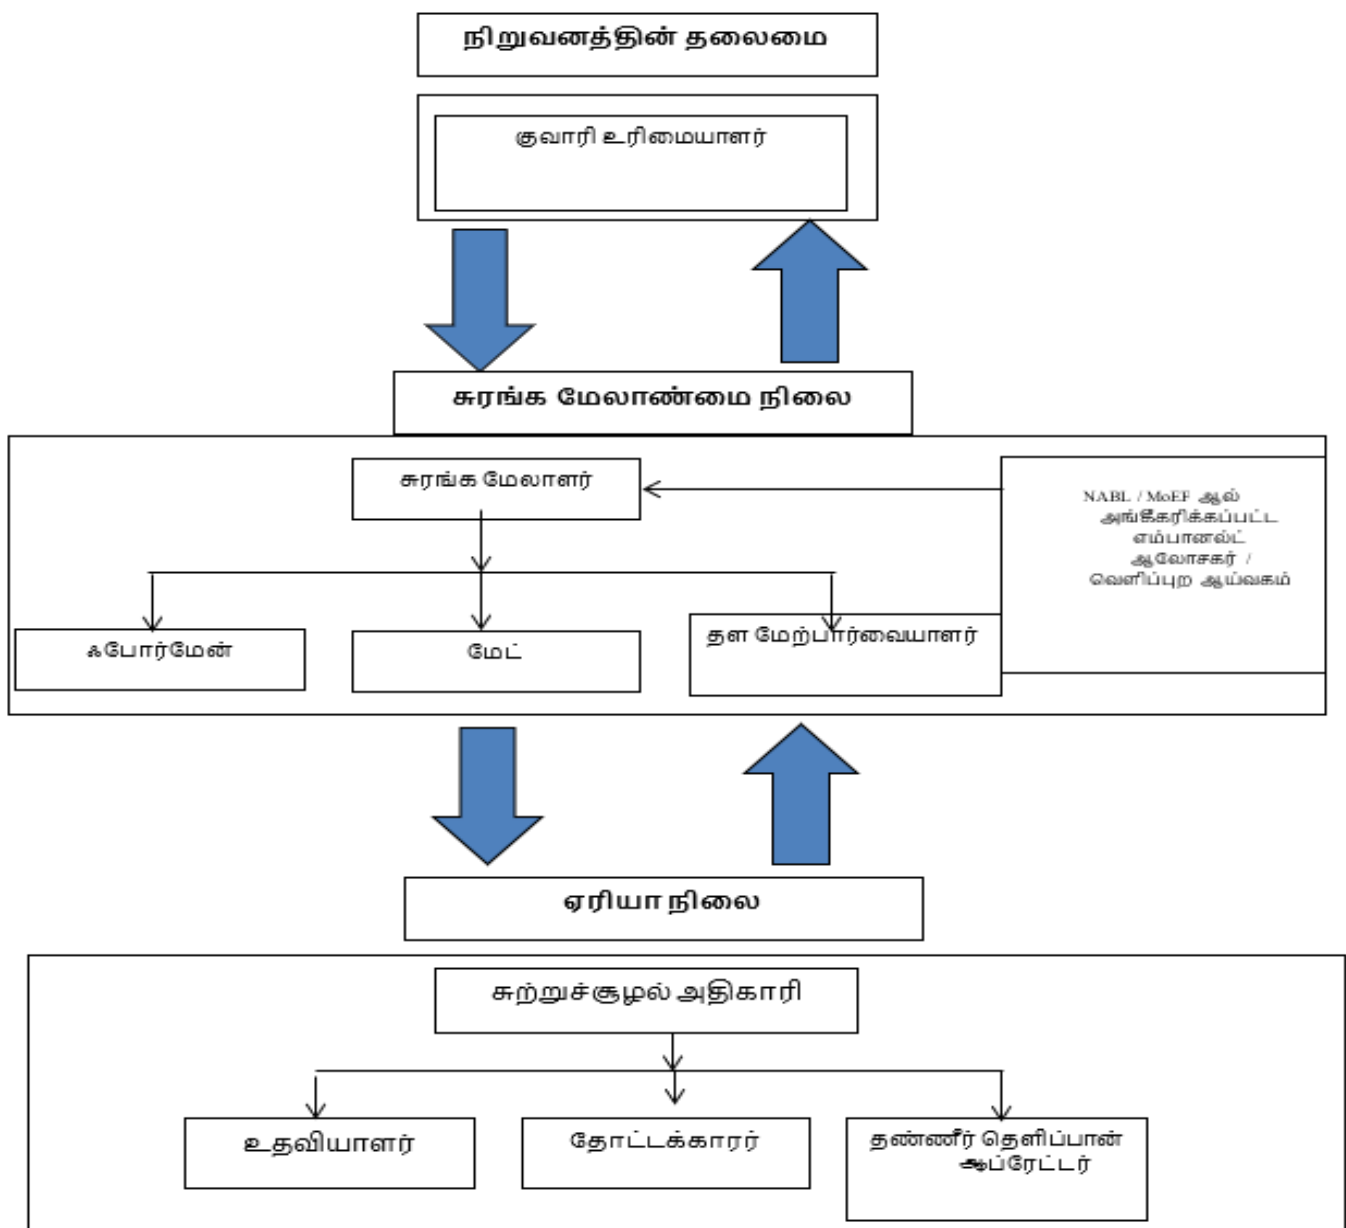 நிறுவனத்தின் தலைமை
குவாரி உரிமையாளர்
சுரங்க மேலாண்மை நிலை
சுரங்க மேலாளர்
NABL / MoEF ஆல்
அங்கீகரிக்கப்பட்ட
எம்பானல்ட்
ஆலோசகர் /
வெளிப்புற ஆய்வகம்
ஃபோர்மேன்
மேட்
தள மேற்பார்வையாளர்
ஏரியா நிலை
சுற்றுச்சூழல் அதிகாரி
உதவியாளர்
தோட்டக்காரர்
தண்ணீர் தெளிப்பான்
ஆப்ரேட்டர்